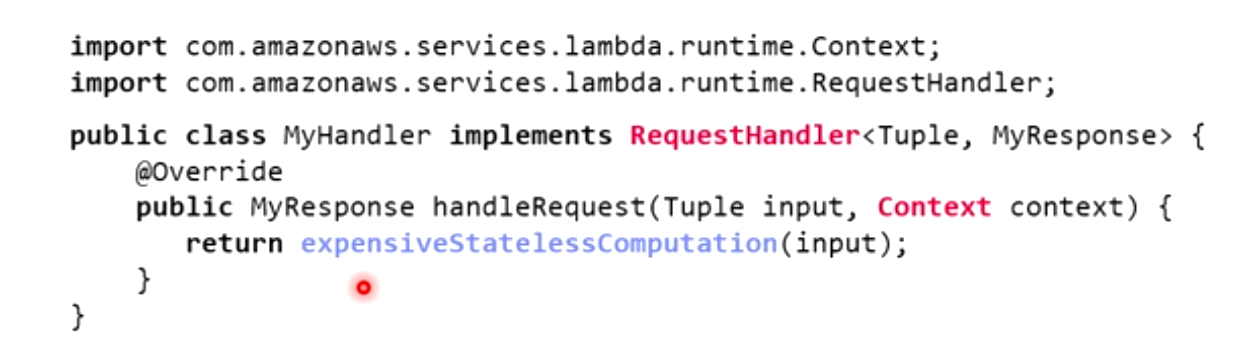 import com.amazonaws.services.lambda.runtime.Context;
import com.amazonaws.services.lambda.runtime.RequestHandler;
public class MyHandler implements RequestHandler<Tuple, MyResponse> {
    @Override
    public MyResponse handleRequest(Tuple input, Context context) {
       return expensiveStatelessComputation(input);
    }
}